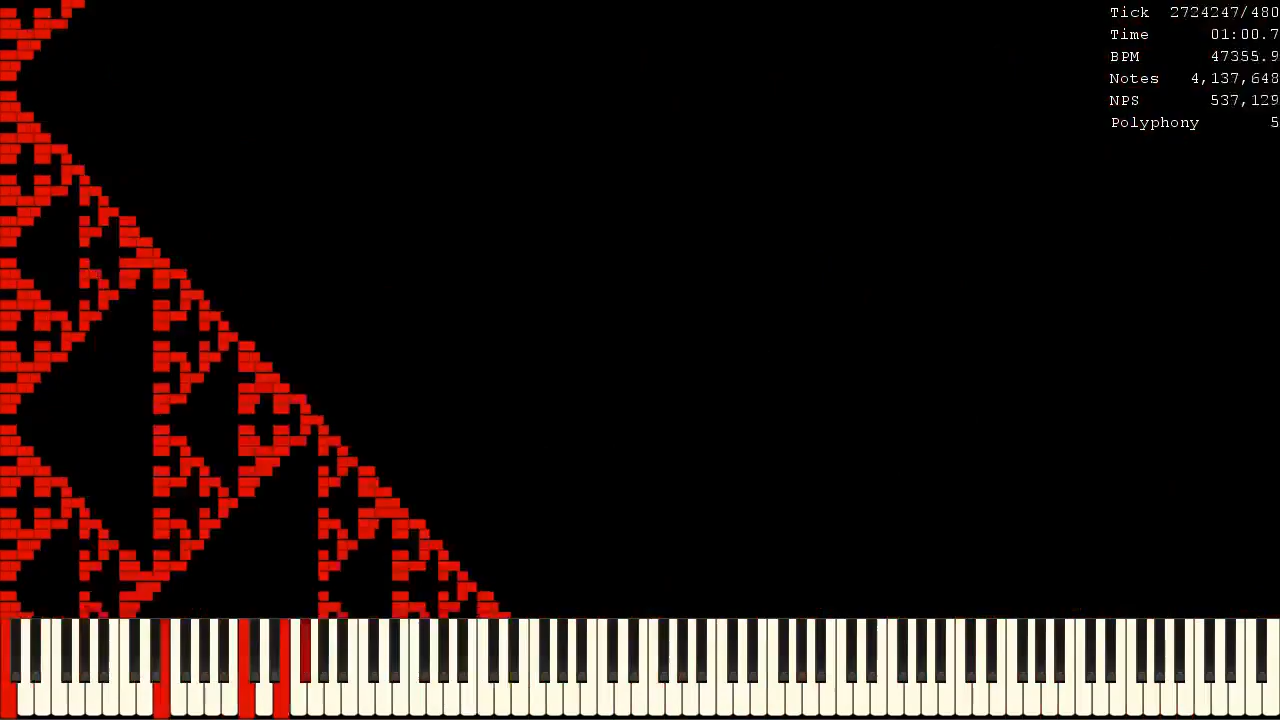 Tick 2724247/480
Time 01:00.7
BPM 47355.9
Notes 4,137,648
NPS 537,129
Polyphony 5